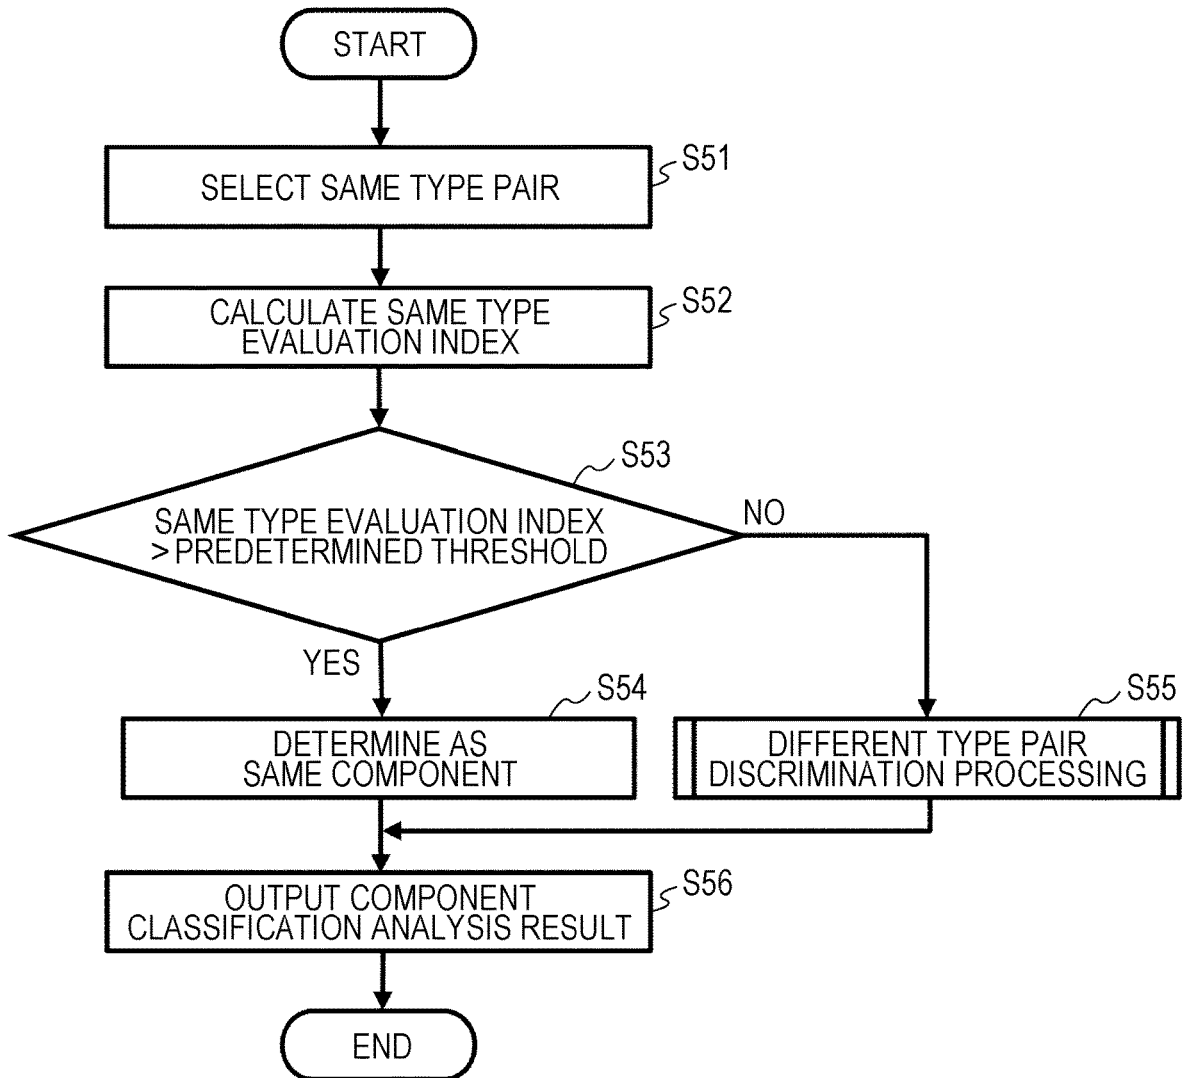 START
S51
SELECT SAME TYPE PAIR
S52
CALCULATE SAME TYPE
EVALUATION INDEX
S53
SAME TYPE EVALUATION INDEX
> PREDETERMINED THRESHOLD
NO
YES
S54
DETERMINE AS
SAME COMPONENT
S55
DIFFERENT TYPE PAIR
DISCRIMINATION PROCESSING
S56
OUTPUT COMPONENT
CLASSIFICATION ANALYSIS RESULT
END